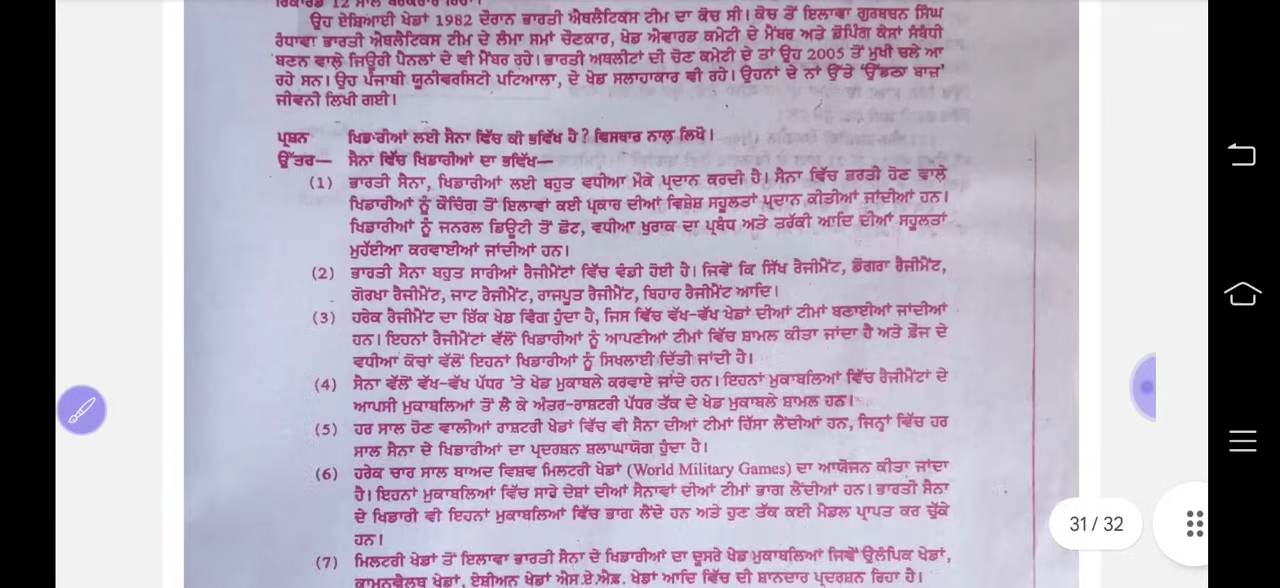 ਰਿਕਾਰਡ 12 ਸਾਲ ਬਰਕਰਾਰ ਰਿਹਾ।
ਉਹ ਏਸ਼ਿਆਈ ਖੇਡਾਂ 1982 ਦੌਰਾਨ ਭਾਰਤੀ ਐਥਲੈਟਿਕਸ ਟੀਮ ਦਾ ਕੋਚ ਸੀ। ਕੋਚ ਤੋਂ ਇਲਾਵਾ ਗੁਰਬਚਨ ਸਿੰਘ
ਰੰਧਾਵਾ ਭਾਰਤੀ ਐਥਲੈਟਿਕਸ ਟੀਮ ਦੇ ਲੰਮਾ ਸਮਾਂ ਚੋਣਕਾਰ, ਖੇਡ ਐਵਾਰਡ ਕਮੇਟੀ ਦੇ ਮੈਂਬਰ ਅਤੇ ਡੋਪਿੰਗ ਕੇਸਾਂ ਸੰਬੰਧੀ
ਬਣਨ ਵਾਲੇ ਜਿਊਰੀ ਪੈਨਲਾਂ ਦੇ ਵੀ ਮੈਂਬਰ ਰਹੇ। ਭਾਰਤੀ ਅਥਲੀਟਾਂ ਦੀ ਚੋਣ ਕਮੇਟੀ ਦੇ ਤਾਂ ਉਹ 2005 ਤੋਂ ਮੁਖੀ ਚਲੇ ਆ
ਰਹੇ ਸਨ। ਉਹ ਪੰਜਾਬੀ ਯੂਨੀਵਰਸਿਟੀ ਪਟਿਆਲਾ, ਦੇ ਖੇਡ ਸਲਾਹਾਕਾਰ ਵੀ ਰਹੇ। ਉਹਨਾਂ ਦੇ ਨਾਂ ਉੱਤੇ 'ਉੱਡਣਾ ਬਾਜ਼'
ਜੀਵਨੀ ਲਿਖੀ ਗਈ।
ਪ੍ਰਸ਼ਨ ਖਿਡਾਰੀਆਂ ਲਈ ਸੈਨਾ ਵਿੱਚ ਕੀ ਭਵਿੱਖ ਹੈ? ਵਿਸਥਾਰ ਨਾਲ ਲਿਖੋ।
ਉੱਤਰ— ਸੈਨਾ ਵਿੱਚ ਖਿਡਾਰੀਆਂ ਦਾ ਭਵਿੱਖ—
(1) ਭਾਰਤੀ ਸੈਨਾ, ਖਿਡਾਰੀਆਂ ਲਈ ਬਹੁਤ ਵਧੀਆ ਮੌਕੇ ਪ੍ਰਦਾਨ ਕਰਦੀ ਹੈ। ਸੈਨਾ ਵਿੱਚ ਭਰਤੀ ਹੋਣ ਵਾਲੇ
ਖਿਡਾਰੀਆਂ ਨੂੰ ਕੋਚਿੰਗ ਤੋਂ ਇਲਾਵਾਂ ਕਈ ਪ੍ਰਕਾਰ ਦੀਆਂ ਵਿਸ਼ੇਸ਼ ਸਹੂਲਤਾਂ ਪ੍ਰਦਾਨ ਕੀਤੀਆਂ ਜਾਂਦੀਆਂ ਹਨ।
ਖਿਡਾਰੀਆਂ ਨੂੰ ਜਨਰਲ ਡਿਊਟੀ ਤੋਂ ਛੋਟ, ਵਧੀਆ ਖੁਰਾਕ ਦਾ ਪ੍ਰਬੰਧ ਅਤੇ ਤਰੱਕੀ ਆਦਿ ਦੀਆਂ ਸਹੂਲਤਾਂ
ਮੁਹੱਈਆ ਕਰਵਾਈਆਂ ਜਾਂਦੀਆਂ ਹਨ।
(2) ਭਾਰਤੀ ਸੈਨਾ ਬਹੁਤ ਸਾਰੀਆਂ ਰੈਜੀਮੈਂਟਾਂ ਵਿੱਚ ਵੰਡੀ ਹੋਈ ਹੈ। ਜਿਵੇਂ ਕਿ ਸਿੱਖ ਰੈਜੀਮੈਂਟ, ਡੋਗਰਾ ਰੈਜੀਮੈਂਟ,
ਗੋਰਖਾ ਰੈਜੀਮੈਂਟ, ਜਾਟ ਰੈਜੀਮੈਂਟ, ਰਾਜਪੂਤ ਰੈਜੀਮੈਂਟ, ਬਿਹਾਰ ਰੈਜੀਮੈਂਟ ਆਦਿ।
(3) ਹਰੇਕ ਰੈਜੀਮੈਂਟ ਦਾ ਇੱਕ ਖੇਡ ਵਿੰਗ ਹੁੰਦਾ ਹੈ, ਜਿਸ ਵਿੱਚ ਵੱਖ-ਵੱਖ ਖੇਡਾਂ ਦੀਆਂ ਟੀਮਾਂ ਬਣਾਈਆਂ ਜਾਂਦੀਆਂ
ਹਨ। ਇਹਨਾਂ ਰੈਜੀਮੈਂਟਾਂ ਵੱਲੋਂ ਖਿਡਾਰੀਆਂ ਨੂੰ ਆਪਣੀਆਂ ਟੀਮਾਂ ਵਿੱਚ ਸ਼ਾਮਲ ਕੀਤਾ ਜਾਂਦਾ ਹੈ ਅਤੇ ਫ਼ੌਜ ਦੇ
ਵਧੀਆ ਕੋਚਾਂ ਵੱਲੋਂ ਇਹਨਾਂ ਖਿਡਾਰੀਆਂ ਨੂੰ ਸਿਖਲਾਈ ਦਿੱਤੀ ਜਾਂਦੀ ਹੈ।
(4) ਸੈਨਾ ਵੱਲੋਂ ਵੱਖ-ਵੱਖ ਪੱਧਰ 'ਤੇ ਖੇਡ ਮੁਕਾਬਲੇ ਕਰਵਾਏ ਜਾਂਦੇ ਹਨ। ਇਹਨਾਂ ਮੁਕਾਬਲਿਆਂ ਵਿੱਚ ਰੈਜੀਮੈਂਟਾਂ ਦੇ
ਆਪਸੀ ਮੁਕਾਬਲਿਆਂ ਤੋਂ ਲੈ ਕੇ ਅੰਤਰ-ਰਾਸ਼ਟਰੀ ਪੱਧਰ ਤੱਕ ਦੇ ਖੇਡ ਮੁਕਾਬਲੇ ਸ਼ਾਮਲ ਹਨ।
(5) ਹਰ ਸਾਲ ਹੋਣ ਵਾਲੀਆਂ ਰਾਸ਼ਟਰੀ ਖੇਡਾਂ ਵਿੱਚ ਵੀ ਸੈਨਾ ਦੀਆਂ ਟੀਮਾਂ ਹਿੱਸਾ ਲੈਂਦੀਆਂ ਹਨ, ਜਿਨ੍ਹਾਂ ਵਿੱਚ ਹਰ
ਸਾਲ ਸੈਨਾ ਦੇ ਖਿਡਾਰੀਆਂ ਦਾ ਪ੍ਰਦਰਸ਼ਨ ਸ਼ਲਾਘਾਯੋਗ ਹੁੰਦਾ ਹੈ।
(6) ਹਰੇਕ ਚਾਰ ਸਾਲ ਬਾਅਦ ਵਿਸ਼ਵ ਮਿਲਟਰੀ ਖੇਡਾਂ (World Military Games) ਦਾ ਆਯੋਜਨ ਕੀਤਾ ਜਾਂਦਾ
ਹੈ। ਇਹਨਾਂ ਮੁਕਾਬਲਿਆਂ ਵਿੱਚ ਸਾਰੇ ਦੇਸ਼ਾਂ ਦੀਆਂ ਸੈਨਾਵਾਂ ਦੀਆਂ ਟੀਮਾਂ ਭਾਗ ਲੈਂਦੀਆਂ ਹਨ। ਭਾਰਤੀ ਸੈਨਾ
ਦੇ ਖਿਡਾਰੀ ਵੀ ਇਹਨਾਂ ਮੁਕਾਬਲਿਆਂ ਵਿੱਚ ਭਾਗ ਲੈਂਦੇ ਹਨ ਅਤੇ ਹੁਣ ਤੱਕ ਕਈ ਮੈਡਲ ਪ੍ਰਾਪਤ ਕਰ ਚੁੱਕੇ
ਹਨ।
(7) ਮਿਲਟਰੀ ਖੇਡਾਂ ਤੋਂ ਇਲਾਵਾ ਭਾਰਤੀ ਸੈਨਾ ਦੇ ਖਿਡਾਰੀਆਂ ਦਾ ਦੂਸਰੇ ਖੇਡ ਮੁਕਾਬਲਿਆਂ ਜਿਵੇਂ ਉਲੰਪਿਕ ਖੇਡਾਂ,
ਕਾਮਨਵੈਲਥ ਖੇਡਾਂ, ਏਸ਼ੀਅਨ ਖੇਡਾਂ ਐਸ.ਏ.ਐਫ਼. ਖੇਡਾਂ ਆਦਿ ਵਿੱਚ ਵੀ ਸ਼ਾਨਦਾਰ ਪ੍ਰਦਰਸ਼ਨ ਰਿਹਾ ਹੈ।
31 / 32